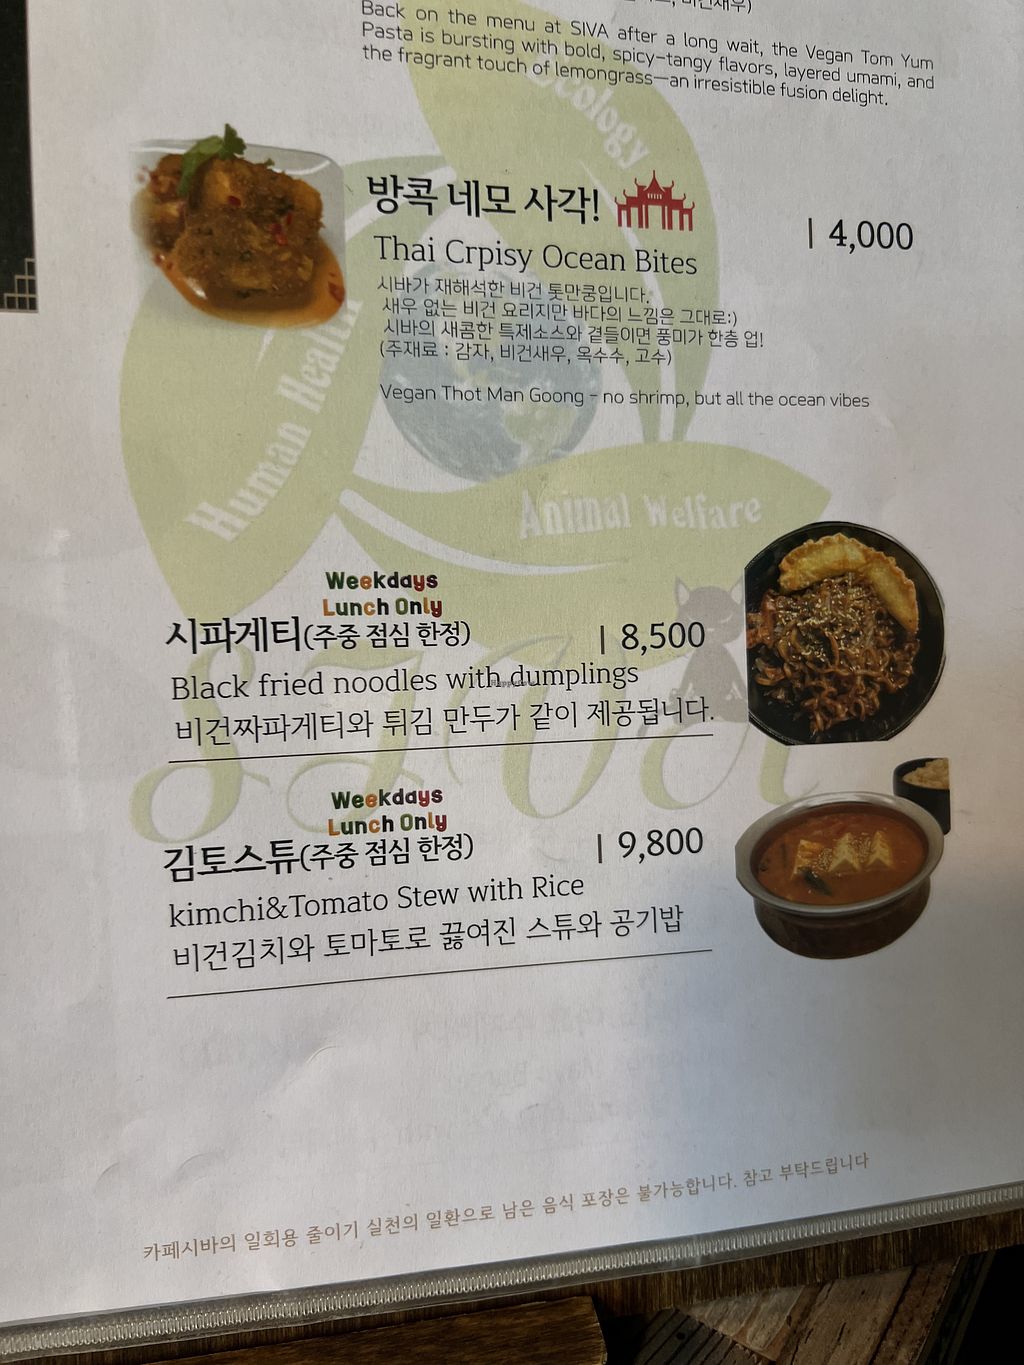 Back on the menu at SIVA after a long wait, the Vegan Tom Yum
Pasta is bursting with bold, spicy-tangy flavors, layered umami, and
the fragrant touch of lemongrass—an irresistible fusion delight.
Ecology
방콕 네모 사각!
| 4,000
Thai Crpisy Ocean Bites
시바가 재해석한 비건 톳만쿵입니다.
새우 없는 비건 요리지만 바다의 느낌은 그대로:)
시바의 새콤한 특제소스와 곁들이면 풍미가 한층 업!
(주재료 : 감자, 비건새우, 옥수수, 고수)
Vegan Thot Man Goong - no shrimp, but all the ocean vibes
Human Health
Animal Welfare
Weekdays
Lunch Only
시파게티(주중 점심 한정) | 8,500
Black fried noodles with dumplings
비건짜파게티와 튀김 만두가 같이 제공됩니다.
SIVA
Weekdays
Lunch Only
김토스튜(주중 점심 한정) | 9,800
kimchi&Tomato Stew with Rice
비건김치와 토마토로 끓여진 스튜와 공기밥
카페시바의 일회용 줄이기 실천의 일환으로 남은 음식 포장은 불가능합니다. 참고 부탁드립니다